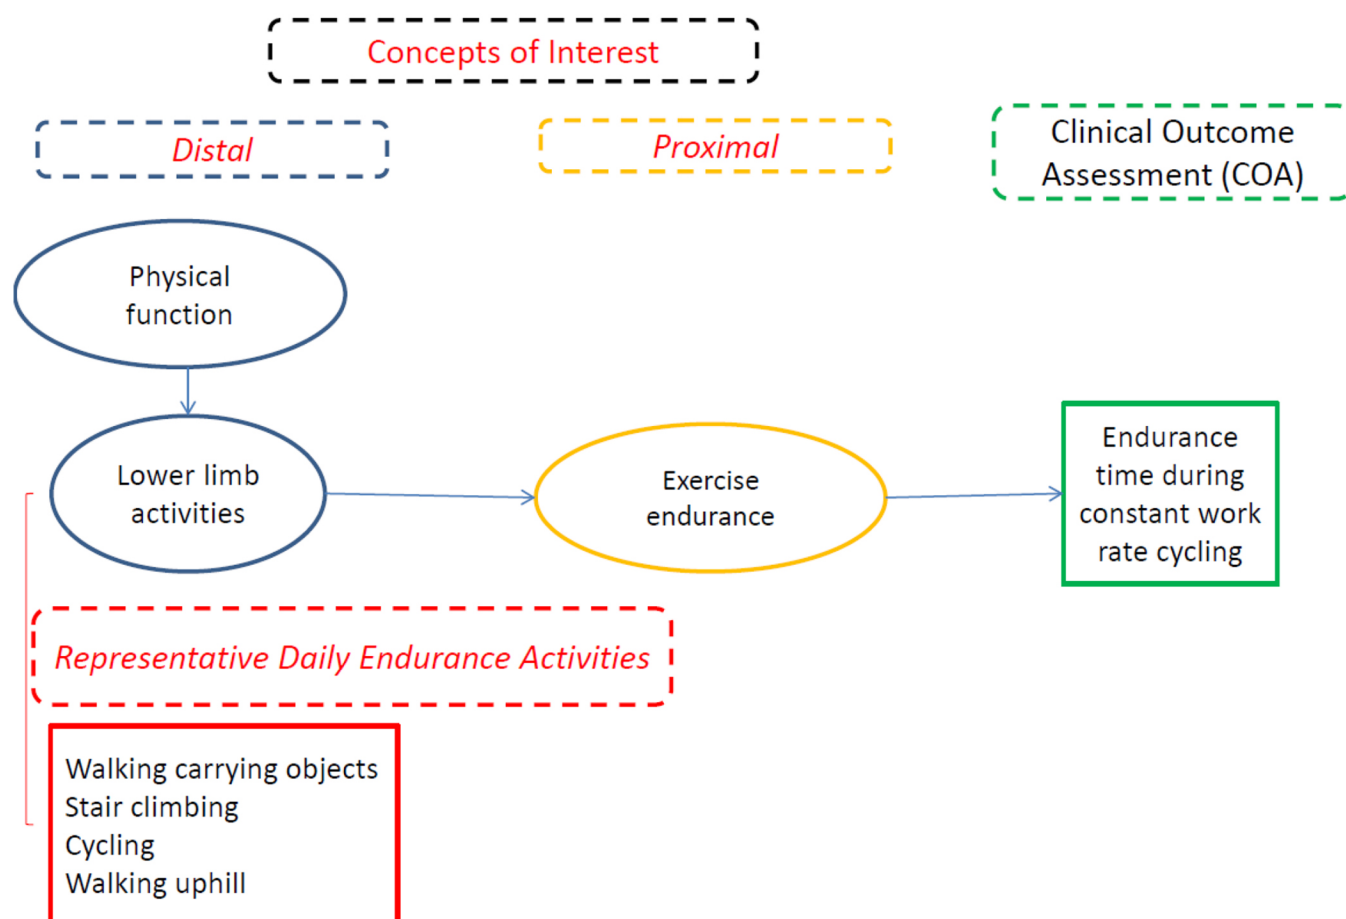 Concepts of Interest
Distal
Proximal
Clinical Outcome
Assessment (COA)
Physical
function
Lower limb
activities
Exercise
endurance
Endurance
time during
constant work
rate cycling
Representative Daily Endurance Activities
Walking carrying objects
Stair climbing
Cycling
Walking uphill